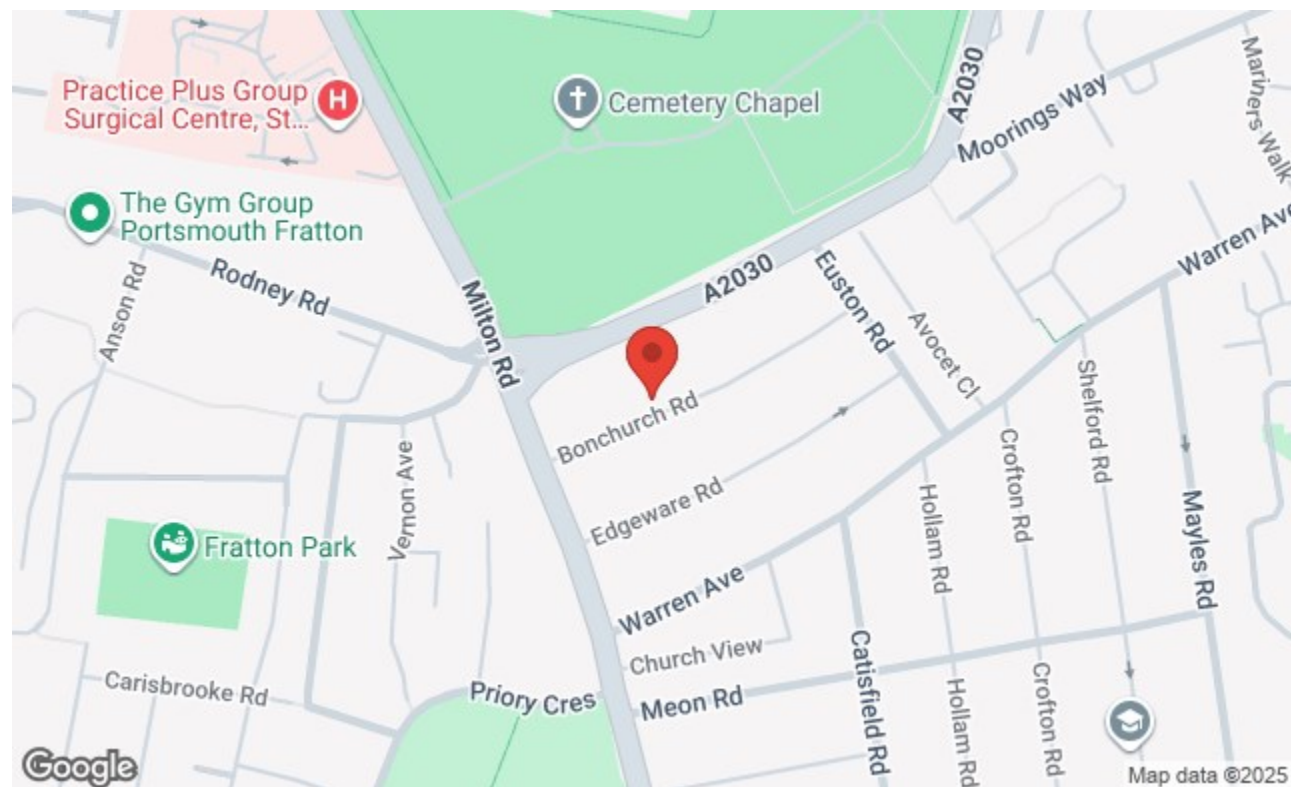 A2030
Moorings Way
Mariners Walk
Practice Plus Group
Surgical Centre, St...
H
Cemetery Chapel
The Gym Group
Portsmouth Fratton
Rodney Rd
Anson Rd
Milton Rd
A2030
Euston Rd
Avocet Cl
Warren Ave
Shelford Rd
Bonchurch Rd
Vernon Ave
Edgeware Rd
Crofton Rd
Hollam Rd
Mayles Rd
Fratton Park
Warren Ave
Church View
Catisfield Rd
Carisbrooke Rd
Priory Cres
Meon Rd
Hollam Rd
Crofton Rd
Google
Map data ©2025